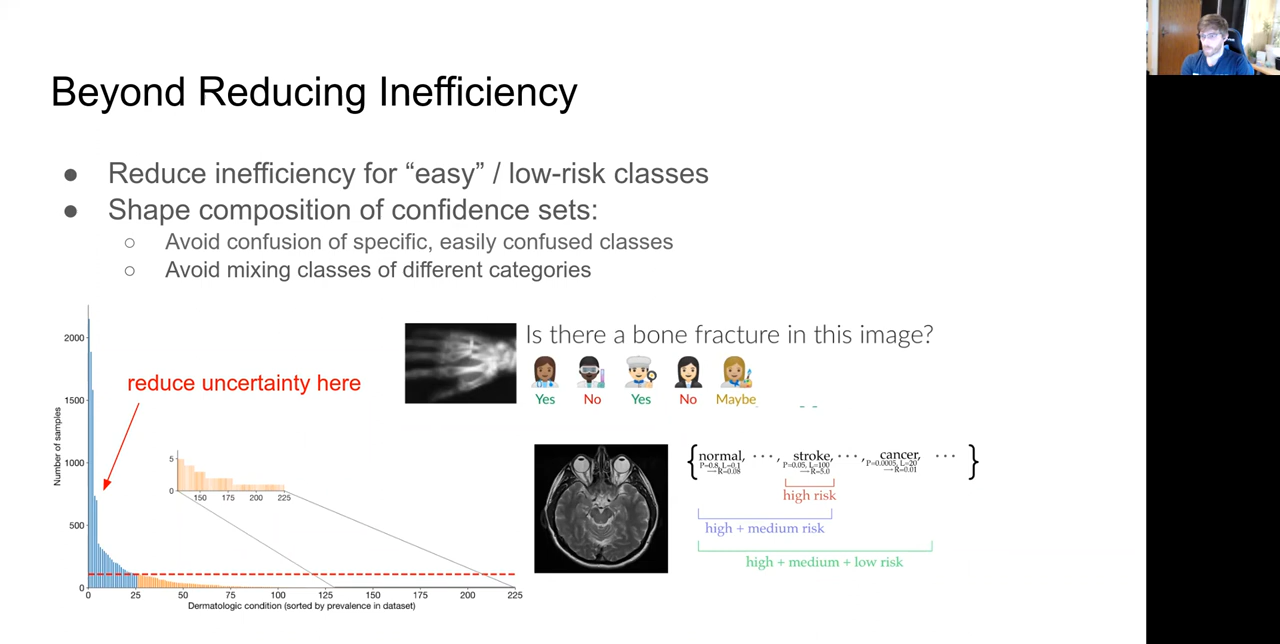 Beyond Reducing Inefficiency
● Reduce inefficiency for “easy” / low-risk classes
● Shape composition of confidence sets:
○ Avoid confusion of specific, easily confused classes
○ Avoid mixing classes of different categories
reduce uncertainty here
Number of samples
2000
1500
1000
500
0
5
0
150 175 200 225
0 25 50 75 100 125 150 175 200 225
Dermatologic condition (sorted by prevalence in dataset)
Is there a bone fracture in this image?
Yes No Yes No Maybe
{normal, ···, stroke, ···, cancer, ···}
P=0.8, L=0.1 P=0.05, L=100 P=0.0005, L=20
→R=0.08 →R=5.0 →R=0.01
high risk
high + medium risk
high + medium + low risk